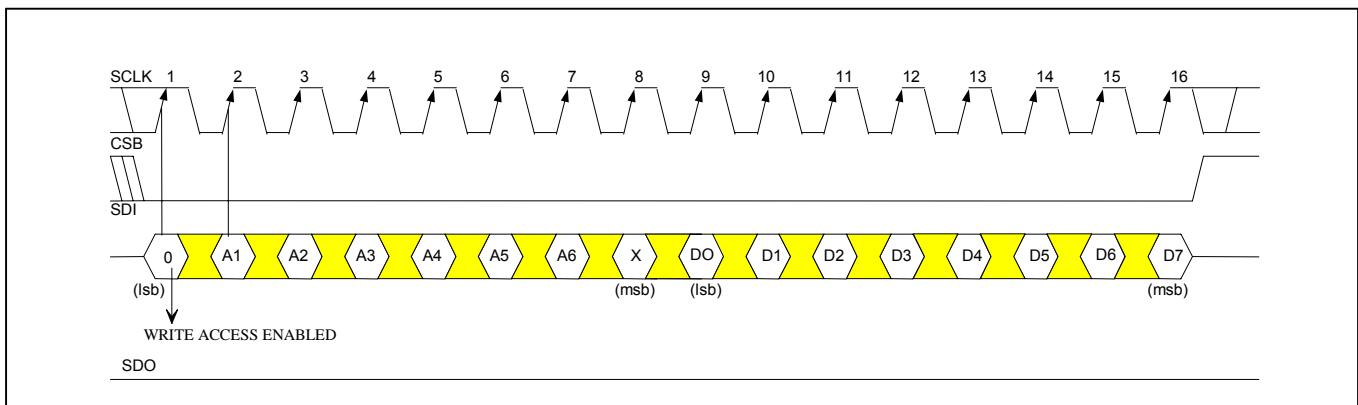 SCLK 1 2 3 4 5 6 7 8 9 10 11 12 13 14 15 16
CSB
SDI
0 A1 A2 A3 A4 A5 A6 X DO D1 D2 D3 D4 D5 D6 D7
(lsb) (msb) (lsb) (msb)
WRITE ACCESS ENABLED
SDO